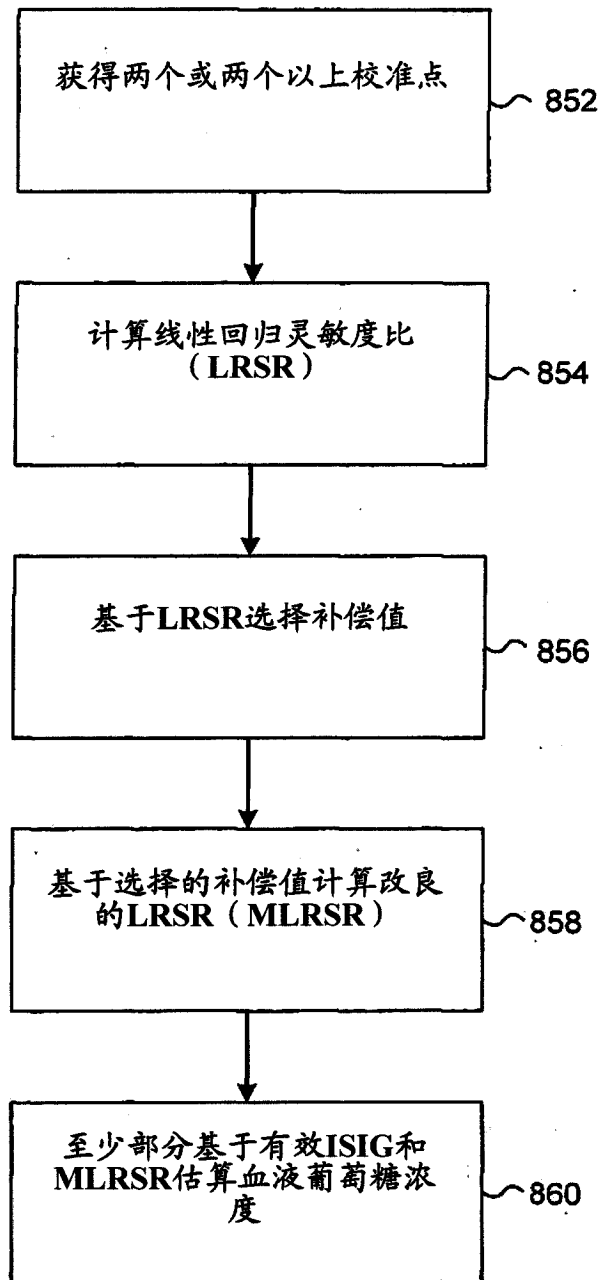 获得两个或两个以上校准点
852
计算线性回归灵敏度比
（LRSR）
854
基于LRSR选择补偿值
856
基于选择的补偿值计算改良
的LRSR（MLRSR）
858
至少部分基于有效ISIG和
MLRSR估算血液葡萄糖浓
度
860